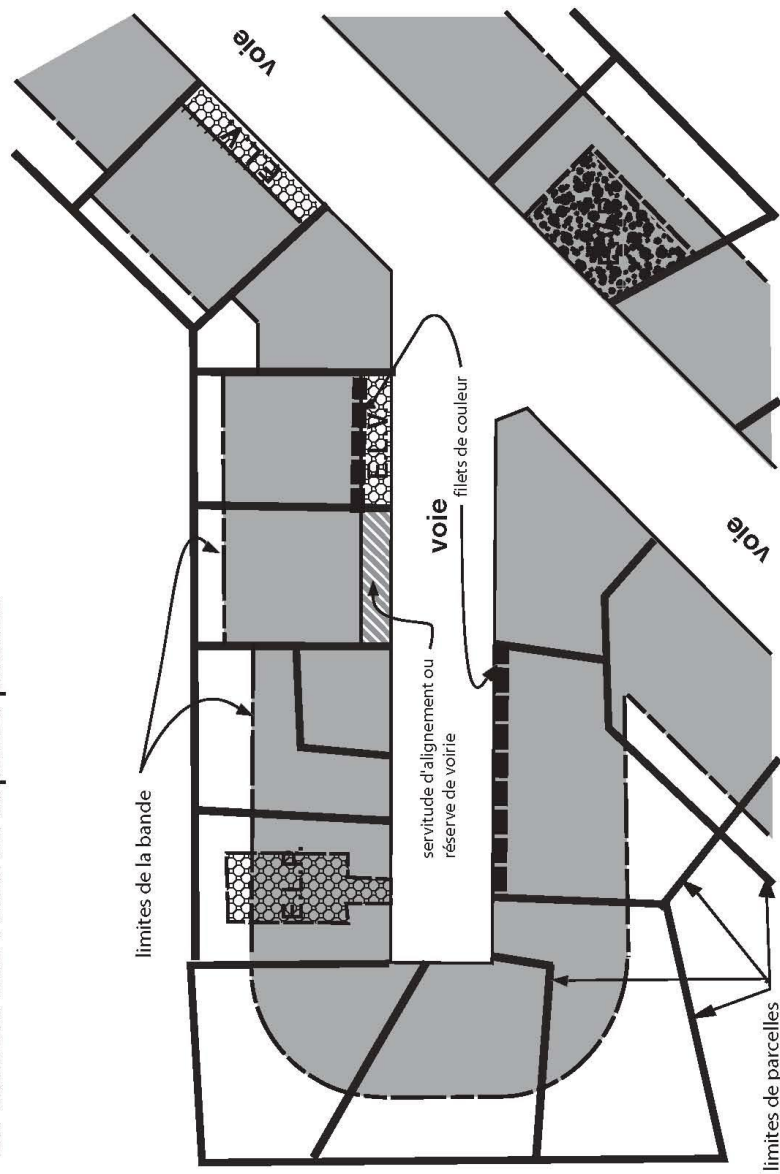 voie
E.L.V.
E.L.V.
limites de la bande
voie
filets de couleur
servitude d'alignement ou
réserve de voirie
voie
limites de parcelles